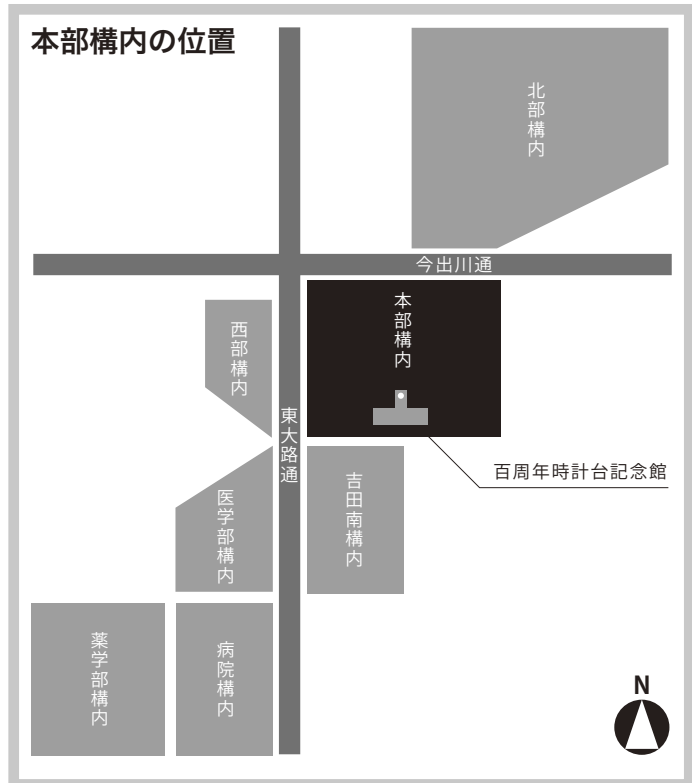 本部構内の位置
北部構内
今出川通
本部構内
西部構内
東大路通
百周年時計台記念館
吉田南構内
医学部構内
薬学部構内
病院構内
N